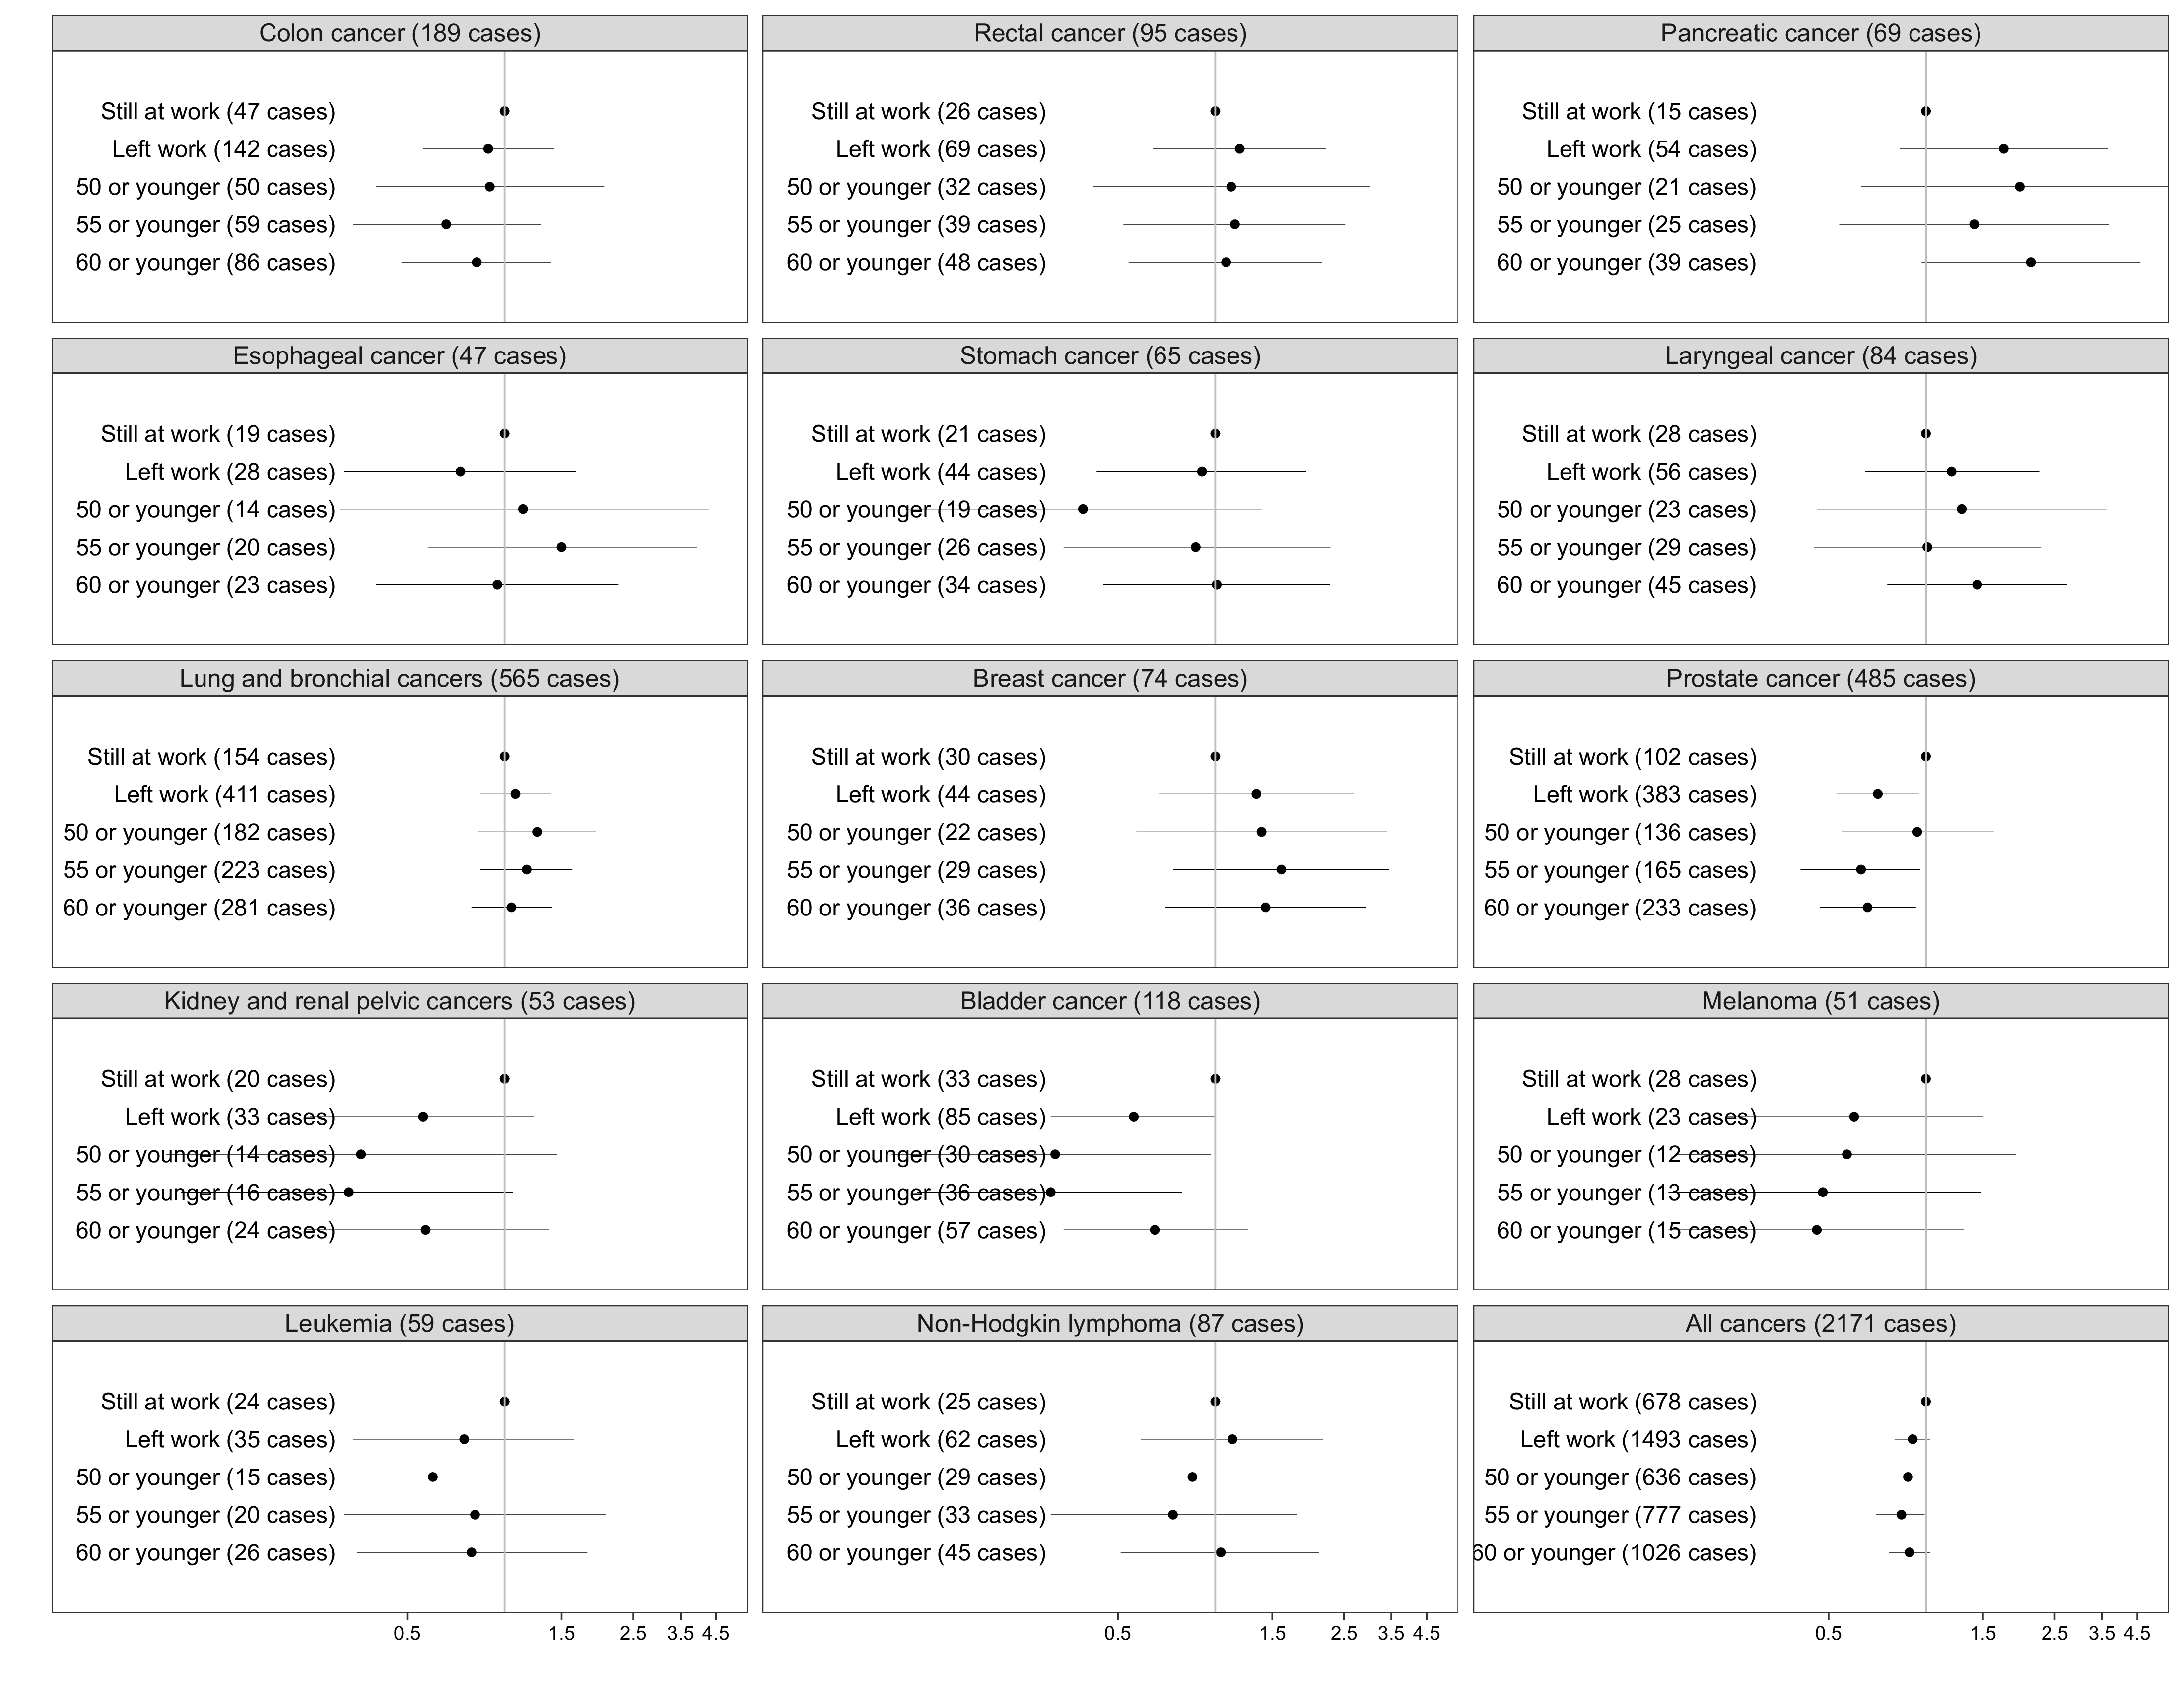 Colon cancer (189 cases)
Still at work (47 cases)
Left work (142 cases)
50 or younger (50 cases)
55 or younger (59 cases)
60 or younger (86 cases)
Rectal cancer (95 cases)
Still at work (26 cases)
Left work (69 cases)
50 or younger (32 cases)
55 or younger (39 cases)
60 or younger (48 cases)
Pancreatic cancer (69 cases)
Still at work (15 cases)
Left work (54 cases)
50 or younger (21 cases)
55 or younger (25 cases)
60 or younger (39 cases)
Esophageal cancer (47 cases)
Still at work (19 cases)
Left work (28 cases)
50 or younger (14 cases)
55 or younger (20 cases)
60 or younger (23 cases)
Stomach cancer (65 cases)
Still at work (21 cases)
Left work (44 cases)
50 or younger (19 cases)
55 or younger (26 cases)
60 or younger (34 cases)
Laryngeal cancer (84 cases)
Still at work (28 cases)
Left work (56 cases)
50 or younger (23 cases)
55 or younger (29 cases)
60 or younger (45 cases)
Lung and bronchial cancers (565 cases)
Still at work (154 cases)
Left work (411 cases)
50 or younger (182 cases)
55 or younger (223 cases)
60 or younger (281 cases)
Breast cancer (74 cases)
Still at work (30 cases)
Left work (44 cases)
50 or younger (22 cases)
55 or younger (29 cases)
60 or younger (36 cases)
Prostate cancer (485 cases)
Still at work (102 cases)
Left work (383 cases)
50 or younger (136 cases)
55 or younger (165 cases)
60 or younger (233 cases)
Kidney and renal pelvic cancers (53 cases)
Still at work (20 cases)
Left work (33 cases)
50 or younger (14 cases)
55 or younger (16 cases)
60 or younger (24 cases)
Bladder cancer (118 cases)
Still at work (33 cases)
Left work (85 cases)
50 or younger (30 cases)
55 or younger (36 cases)
60 or younger (57 cases)
Melanoma (51 cases)
Still at work (28 cases)
Left work (23 cases)
50 or younger (12 cases)
55 or younger (13 cases)
60 or younger (15 cases)
Leukemia (59 cases)
Still at work (24 cases)
Left work (35 cases)
50 or younger (15 cases)
55 or younger (20 cases)
60 or younger (26 cases)
0.5 1.5 2.5 3.5 4.5
Non-Hodgkin lymphoma (87 cases)
Still at work (25 cases)
Left work (62 cases)
50 or younger (29 cases)
55 or younger (33 cases)
60 or younger (45 cases)
0.5 1.5 2.5 3.5 4.5
All cancers (2171 cases)
Still at work (678 cases)
Left work (1493 cases)
50 or younger (636 cases)
55 or younger (777 cases)
60 or younger (1026 cases)
0.5 1.5 2.5 3.5 4.5